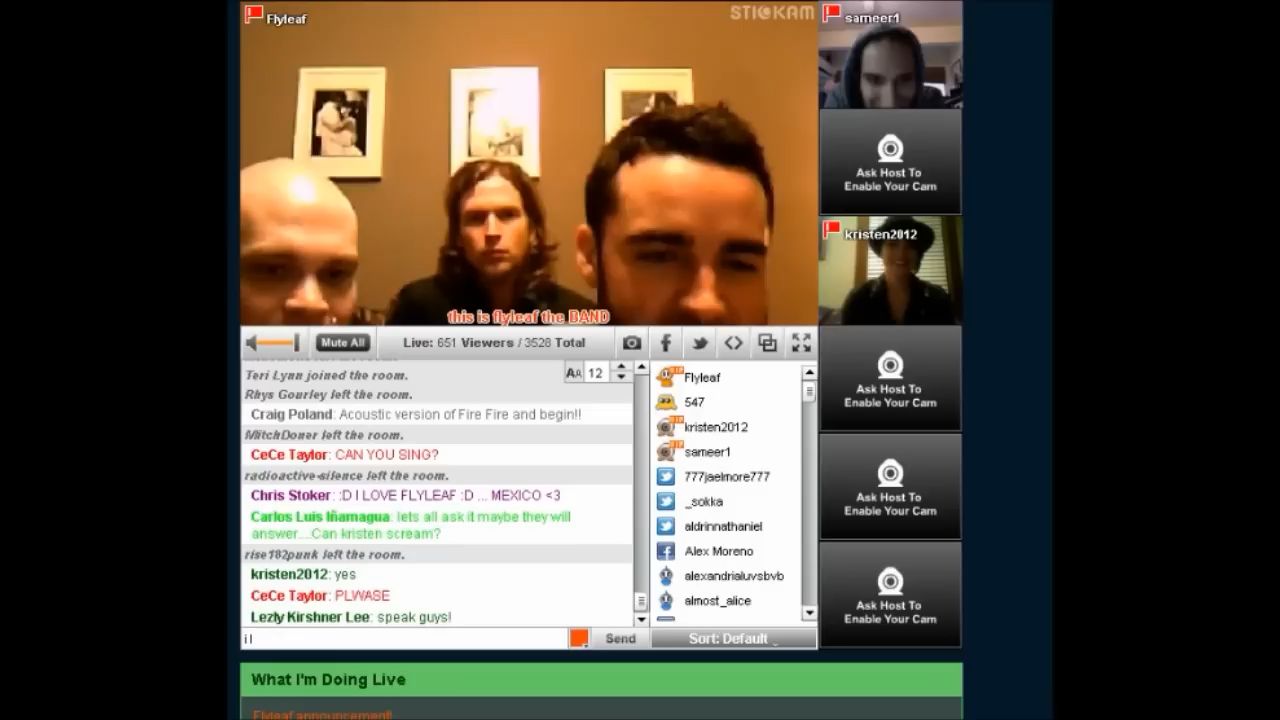 Flyleaf
STICKAM
this is flyleaf the BAND
Mute All
Live: 651 Viewers / 3528 Total
Teri Lynn joined the room.
AA 12
Rhys Gourley left the room.
Craig Poland: Acoustic version of Fire Fire and begin!!
MitchDoner left the room.
CeCe Taylor: CAN YOU SING?
radioactive-silence left the room.
Chris Stoker: :D I LOVE FLYLEAF :D ... MEXICO <3
Carlos Luis Iñamagua: lets all ask it maybe they will
answer....Can kristen scream?
rise182punk left the room.
kristen2012: yes
CeCe Taylor: PLWASE
Lezly Kirshner Lee: speak guys!
i l
Send
Flyleaf
547
kristen2012
sameer1
777jaelmore777
_sokka
aldrinnathaniel
Alex Moreno
alexandrialuvsbvb
almost_alice
Sort: Default
sameer1
Ask Host To
Enable Your Cam
kristen2012
Ask Host To
Enable Your Cam
Ask Host To
Enable Your Cam
Ask Host To
Enable Your Cam
What I'm Doing Live
Flyleaf announcement!